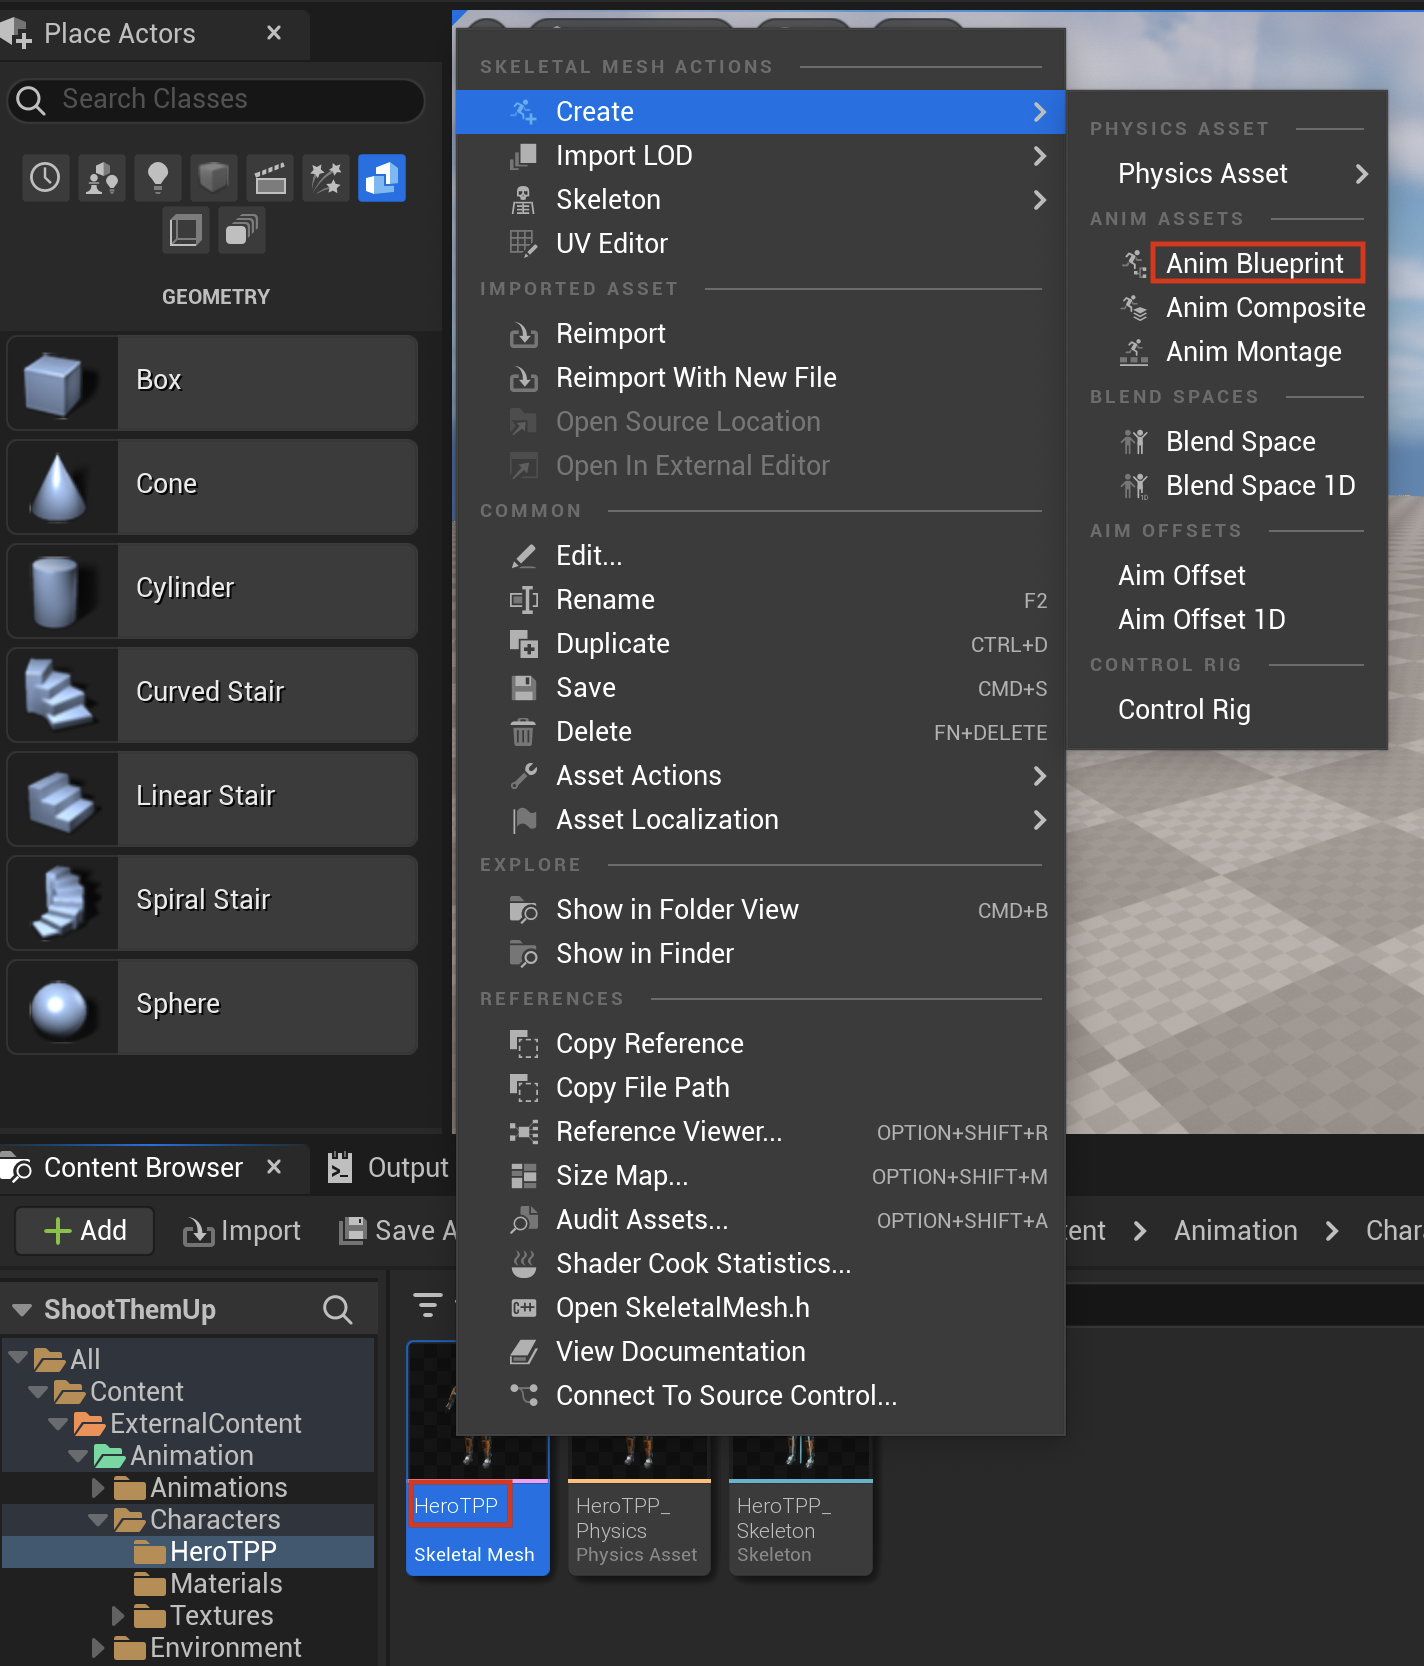 Place Actors
Search Classes
GEOMETRY
Box
Cone
Cylinder
Curved Stair
Linear Stair
Spiral Stair
Sphere
SKELETAL MESH ACTIONS
Create
Import LOD
Skeleton
UV Editor
IMPORTED ASSET
Reimport
Reimport With New File
Open Source Location
Open In External Editor
COMMON
Edit...
Rename F2
Duplicate CTRL+D
Save CMD+S
Delete FN+DELETE
Asset Actions
Asset Localization
EXPLORE
Show in Folder View CMD+B
Show in Finder
REFERENCES
Copy Reference
Copy File Path
Reference Viewer... OPTION+SHIFT+R
Size Map... OPTION+SHIFT+M
Audit Assets... OPTION+SHIFT+A
Shader Cook Statistics...
C++ Open SkeletalMesh.h
View Documentation
Connect To Source Control...
PHYSICS ASSET
Physics Asset
ANIM ASSETS
Anim Blueprint
Anim Composite
Anim Montage
BLEND SPACES
Blend Space
1D Blend Space 1D
AIM OFFSETS
Aim Offset
Aim Offset 1D
CONTROL RIG
Control Rig
Content Browser Output
Add Import Save A
ent Animation Char
ShootThemUp
All
Content
ExternalContent
Animation
Animations
Characters
HeroTPP
Materials
Textures
Environment
HeroTPP
Skeletal Mesh
HeroTPP_
Physics
Physics Asset
HeroTPP_
Skeleton
Skeleton